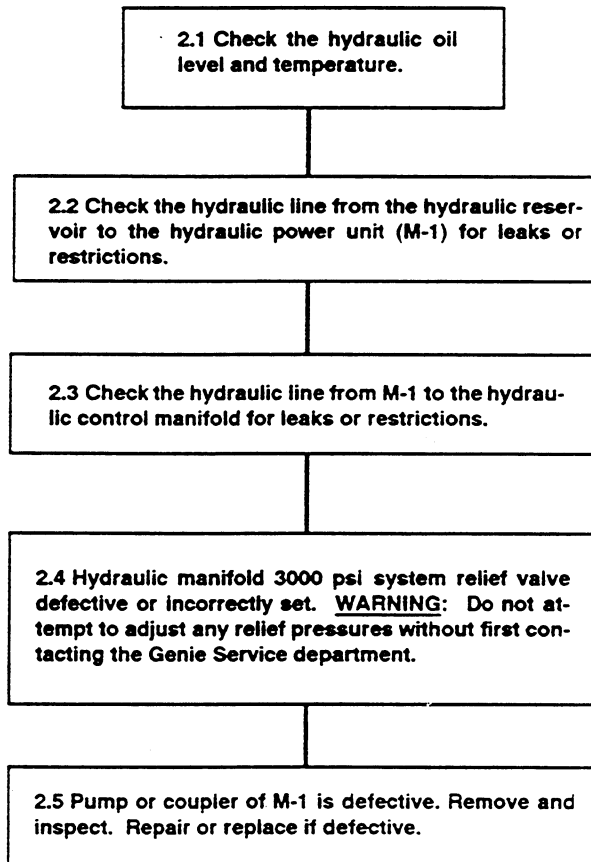 2.1 Check the hydraulic oil
level and temperature.
2.2 Check the hydraulic line from the hydraulic reser-
voir to the hydraulic power unit (M-1) for leaks or
restrictions.
2.3 Check the hydraulic line from M-1 to the hydrau-
lic control manifold for leaks or restrictions.
2.4 Hydraulic manifold 3000 psi system relief valve
defective or incorrectly set. WARNING: Do not at-
tempt to adjust any relief pressures without first con-
tacting the Genie Service department.
2.5 Pump or coupler of M-1 is defective. Remove and
inspect. Repair or replace if defective.